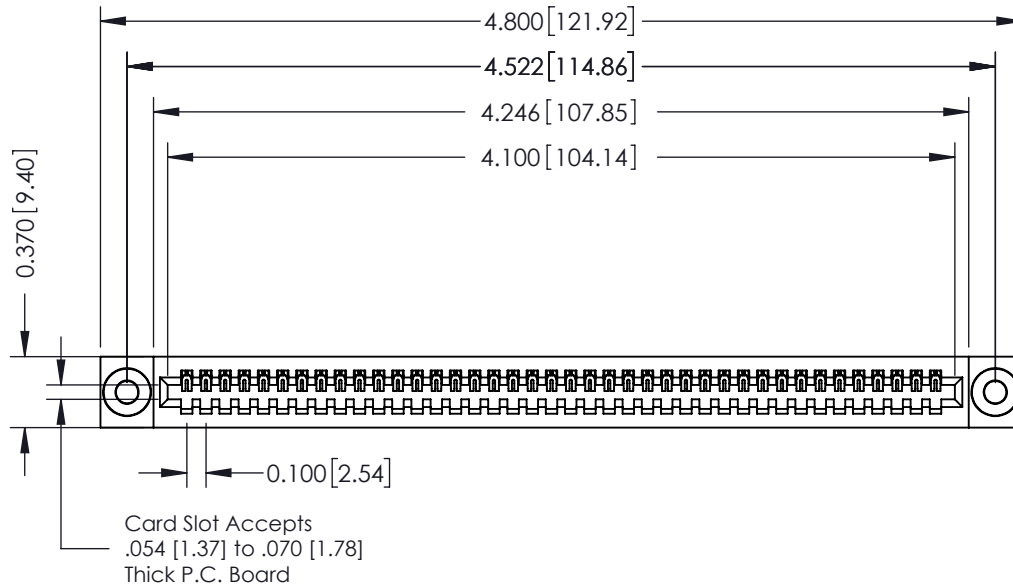 4.800 [121.92]
4.522 [114.86]
4.246 [107.85]
4.100 [104.14]
0.370 [9.40]
0.100 [2.54]
Card Slot Accepts
.054 [1.37] to .070 [1.78]
Thick P.C. Board